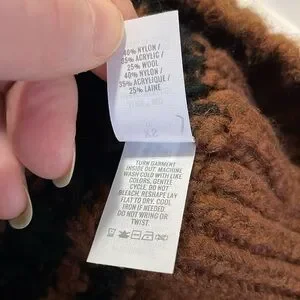 40% NYLON /
35% ACRYLIC /
25% WOOL
40% NYLON /
35% ACRYLIQUE /
25% LAINE
TURN GARMENT
INSIDE OUT. MACHINE
WASH COLD WITH LIKE
COLORS, GENTLE
CYCLE. DO NOT
BLEACH. RESHAPE LAY
FLAT TO DRY. COOL
IRON IF NEEDED.
DO NOT WRING OR
TWIST.